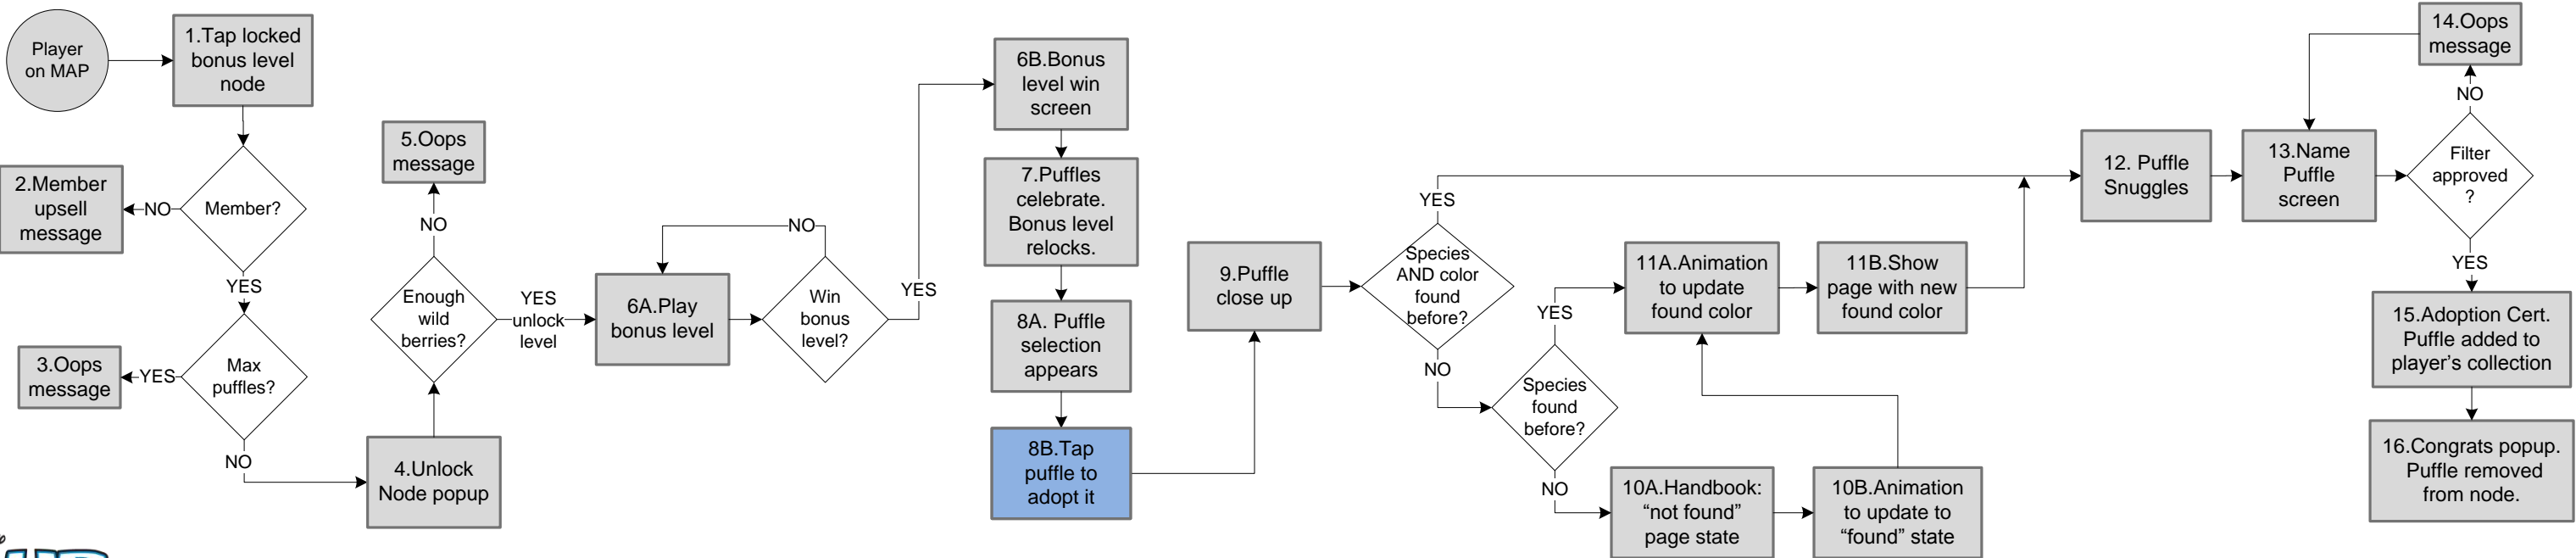 Player
on MAP
1.Tap locked
bonus level
node
Member?
NO
2.Member
upsell
message
YES
Max
puffles?
YES
3.Oops
message
NO
4.Unlock
Node popup
Enough
wild
berries?
NO
5.Oops
message
YES
unlock
level
6A.Play
bonus level
Win
bonus
level?
NO
YES
6B.Bonus
level win
screen
7.Puffles
celebrate.
Bonus level
relocks.
8A. Puffle
selection
appears
8B.Tap
puffle to
adopt it
9.Puffle
close up
Species
AND color
found
before?
YES
NO
Species
found
before?
YES
NO
10A.Handbook:
“not found”
page state
10B.Animation
to update to
“found” state
11A.Animation
to update
found color
11B.Show
page with new
found color
12. Puffle
Snuggles
13.Name
Puffle
screen
Filter
approved
?
NO
14.Oops
message
YES
15.Adoption Cert.
Puffle added to
player’s collection
16.Congrats popup.
Puffle removed
from node.